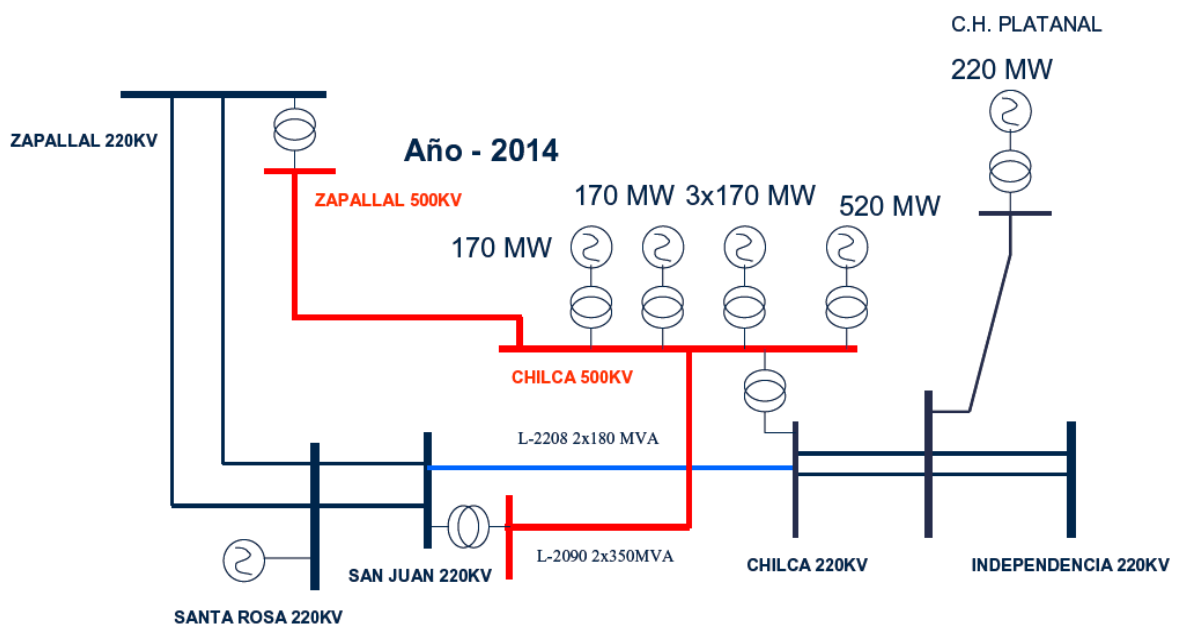 C.H. PLATANAL
220 MW
ZAPALLAL 220KV
Año - 2014
ZAPALLAL 500KV
170 MW
3x170 MW
520 MW
170 MW
CHILCA 500KV
L-2208 2x180 MVA
L-2090 2x350MVA
SAN JUAN 220KV
CHILCA 220KV
INDEPENDENCIA 220KV
SANTA ROSA 220KV